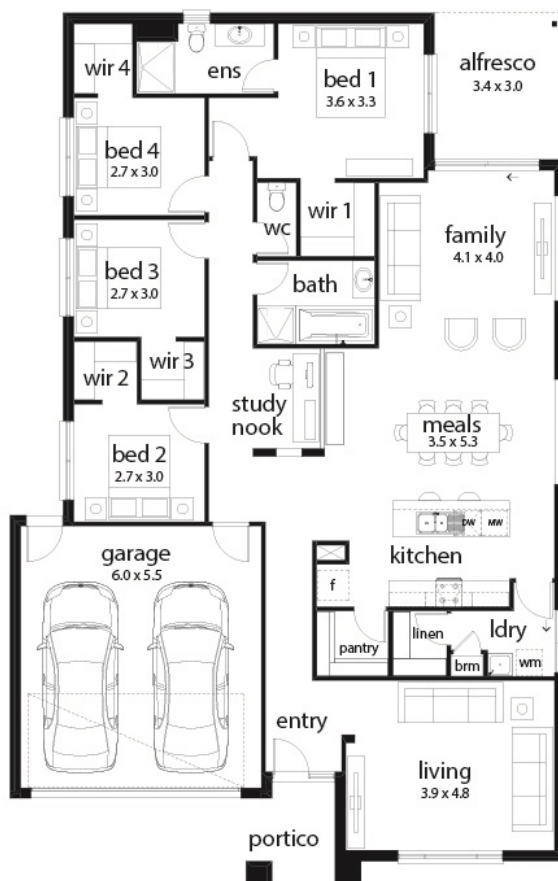 wir 4
ens
bed 1
3.6 x 3.3
alfresco
3.4 x 3.0
bed 4
2.7 x 3.0
wc
wir 1
family
4.1 x 4.0
bed 3
2.7 x 3.0
bath
wir 2
wir 3
study
nook
meals
3.5 x 5.3
bed 2
2.7 x 3.0
DW
MW
garage
6.0 x 5.5
kitchen
f
pantry
linen
ldry
brm
wm
entry
living
3.9 x 4.8
portico